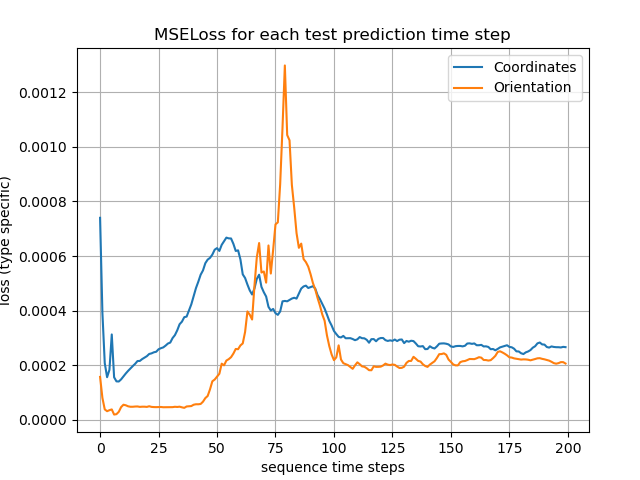 MSELoss for each test prediction time step
Coordinates
Orientation
0.0012
0.0010
0.0008
0.0006
0.0004
0.0002
0.0000
loss (type specific)
0 25 50 75 100 125 150 175 200
sequence time steps